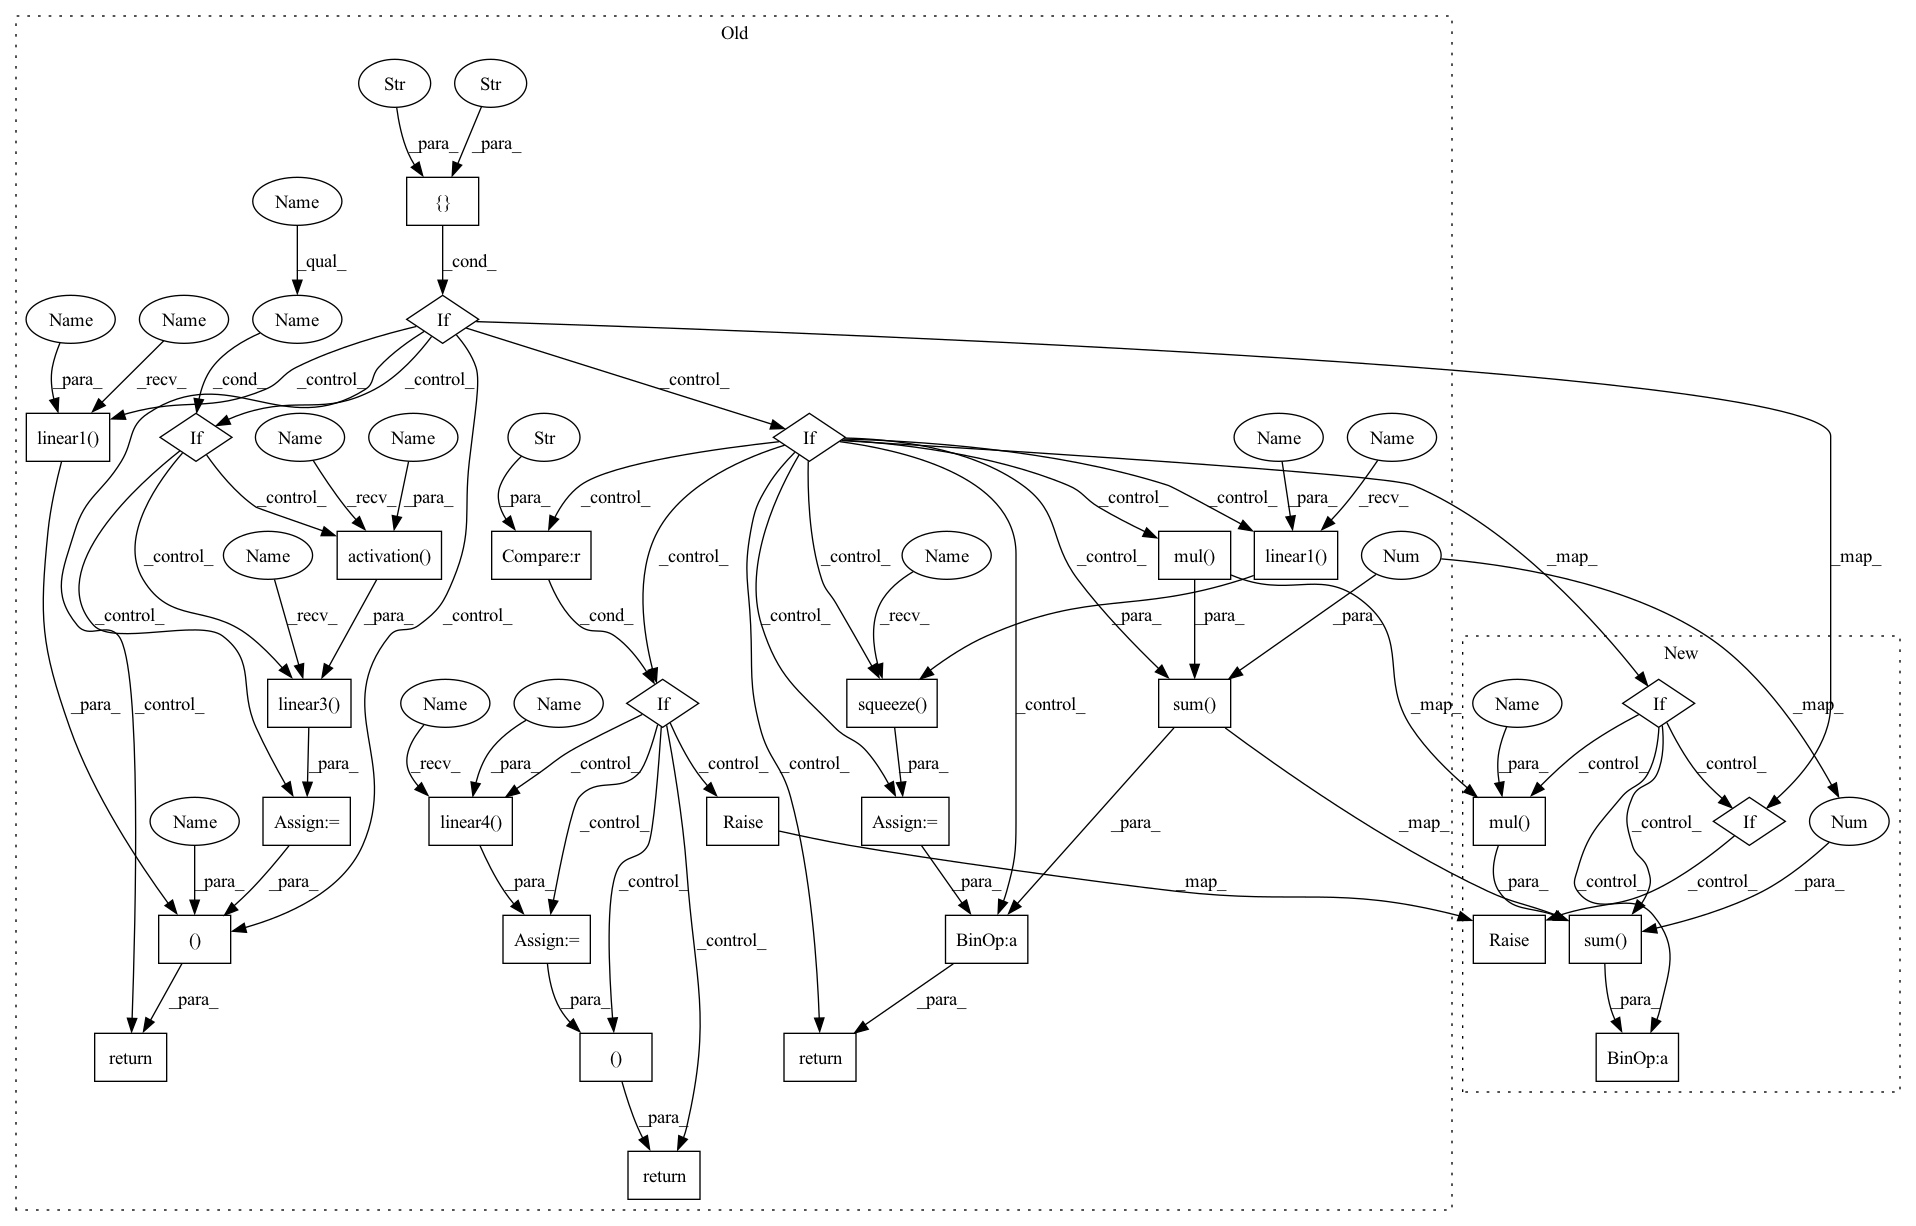 Old
Str Str
_para_ _para_
Name {}
_qual_ _cond_
Name Name Name If
_para_ _recv_ _cond_ _control_ _control_ _control_
linear1() If Name Name Str If Name Name
_control_ _recv_ _para_ _para_ _control_ _control_ _control_ _para_ _recv_
Name activation() Compare:r Name mul() linear1() Num
_control_ _recv_ _para_ _control_ _control_ _cond_ _control_ _control_ _control_ _recv_ _control_ _para_ _para_ _para_ _map_ _map_
New
linear3() Name Name If squeeze() sum() Name If
_para_ _control_ _para_ _recv_ _para_ _control_ _control_ _control_ _para_ _control_ _map_ _para_ _control_ _control_ _map_
Name Assign:= linear4() Raise Assign:= mul() If Num
_para_ _para_ _para_ _control_ _control_ _para_ _para_ _map_ _map_ _para_ _control_ _control_ _control_ _para_
() Assign:= BinOp:a Raise sum()
_para_ _para_ _control_ _control_ _para_ _para_
return () return BinOp:a
_para_
return